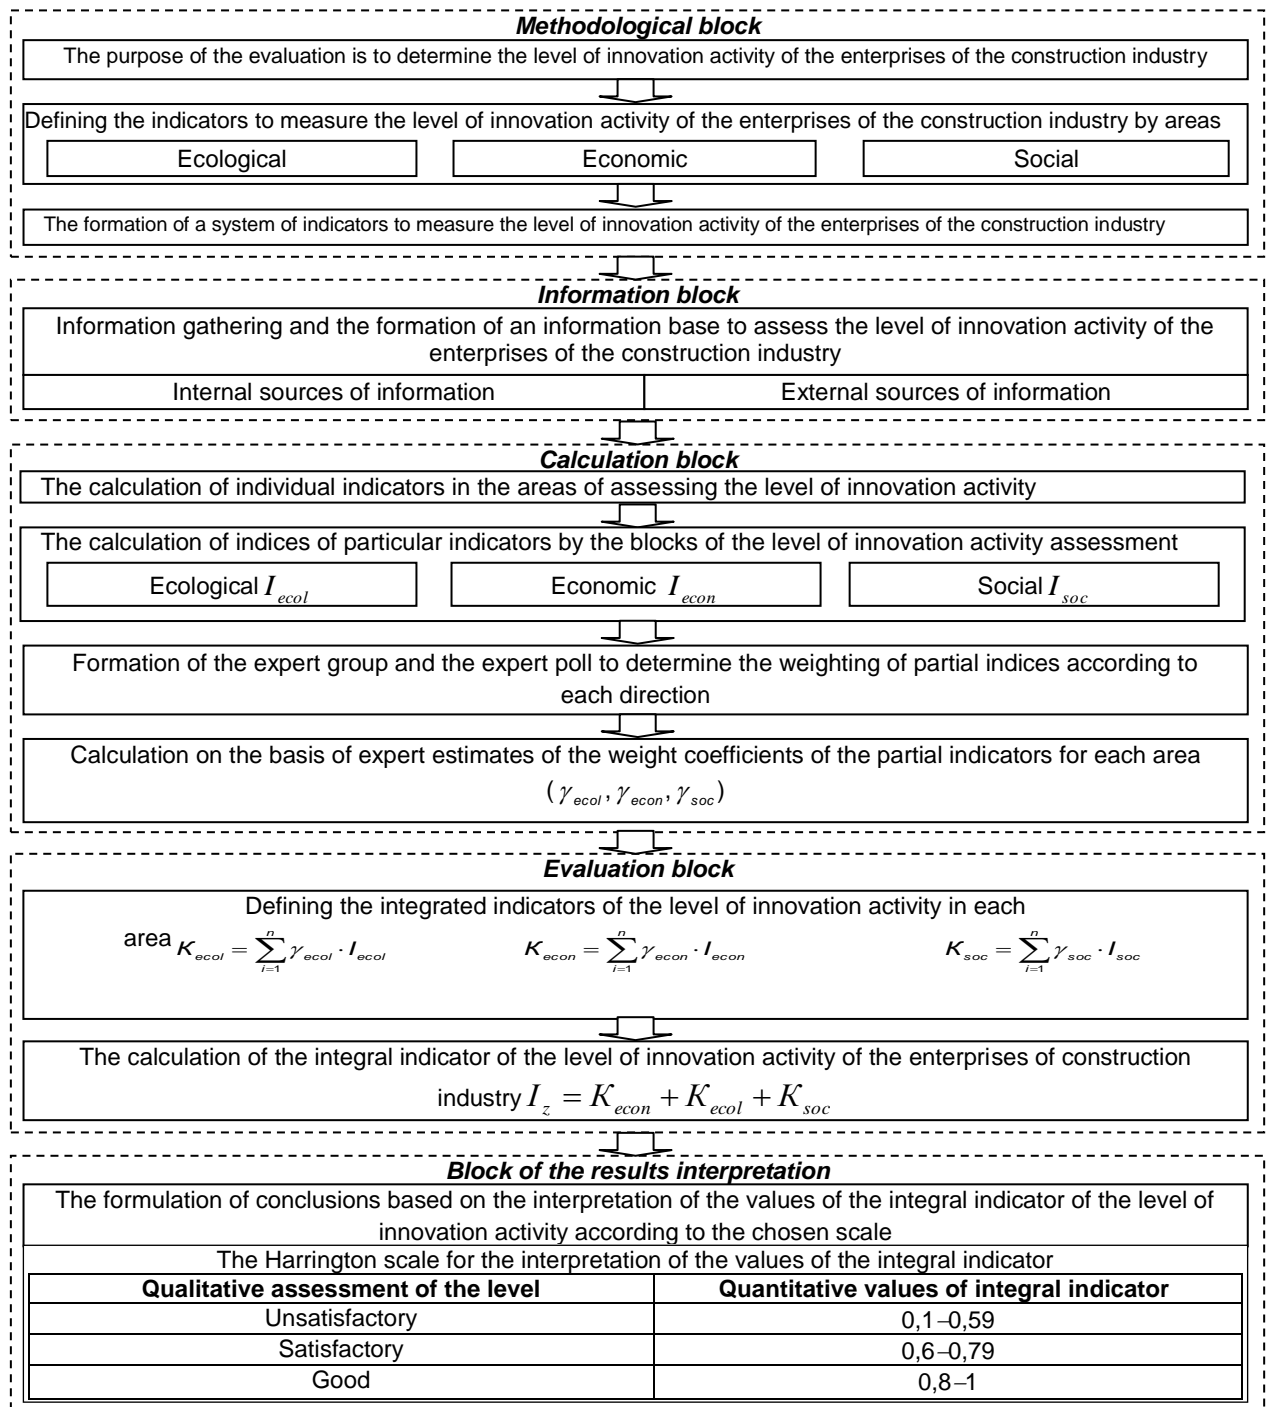 Methodological block
The purpose of the evaluation is to determine the level of innovation activity of the enterprises of the construction industry
Defining the indicators to measure the level of innovation activity of the enterprises of the construction industry by areas
Ecological
Economic
Social
The formation of a system of indicators to measure the level of innovation activity of the enterprises of the construction industry
Information block
Information gathering and the formation of an information base to assess the level of innovation activity of the
enterprises of the construction industry
Internal sources of information
External sources of information
Calculation block
The calculation of individual indicators in the areas of assessing the level of innovation activity
The calculation of indices of particular indicators by the blocks of the level of innovation activity assessment
Ecological I_ecol
Economic I_econ
Social I_soc
Formation of the expert group and the expert poll to determine the weighting of partial indices according to
each direction
Calculation on the basis of expert estimates of the weight coefficients of the partial indicators for each area
(γ_ecol, γ_econ, γ_soc)
Evaluation block
Defining the integrated indicators of the level of innovation activity in each
area K_ecol = ∑_{i=1}^{n} γ_ecol · I_ecol
K_econ = ∑_{i=1}^{n} γ_econ · I_econ
K_soc = ∑_{i=1}^{n} γ_soc · I_soc
The calculation of the integral indicator of the level of innovation activity of the enterprises of construction
industry I_z = K_econ + K_ecol + K_soc
Block of the results interpretation
The formulation of conclusions based on the interpretation of the values of the integral indicator of the level of
innovation activity according to the chosen scale
The Harrington scale for the interpretation of the values of the integral indicator
Qualitative assessment of the level
Quantitative values of integral indicator
Unsatisfactory
0,1–0,59
Satisfactory
0,6–0,79
Good
0,8–1